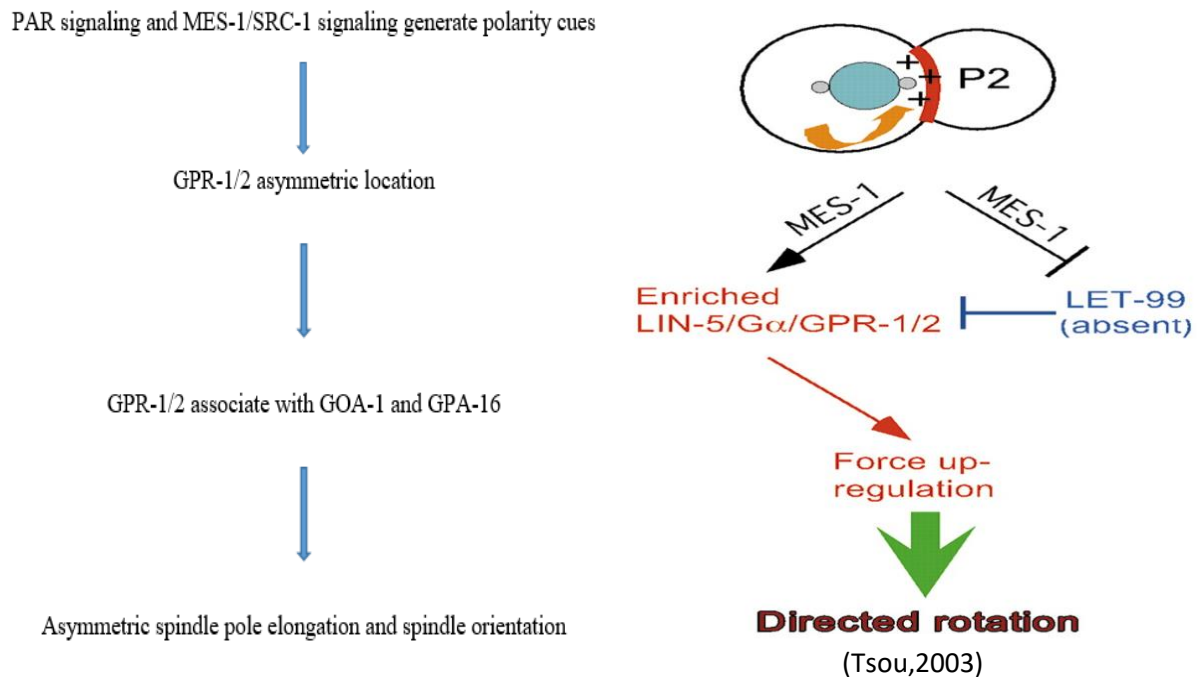 PAR signaling and MES-1/SRC-1 signaling generate polarity cues
GPR-1/2 asymmetric location
GPR-1/2 associate with GOA-1 and GPA-16
Asymmetric spindle pole elongation and spindle orientation
+
+
+
P2
MES-1
MES-1
Enriched
LIN-5/Gα/GPR-1/2
LET-99
(absent)
Force up-
regulation
Directed rotation
(Tsou,2003)